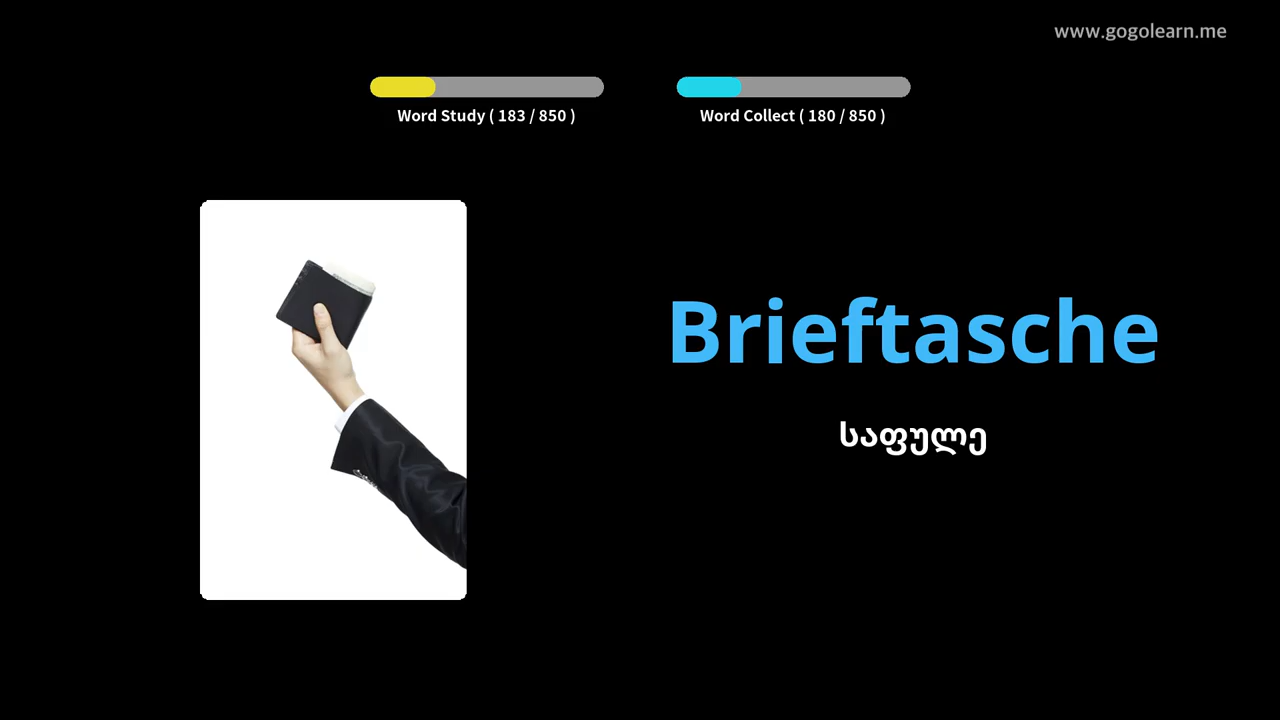 www.gogolearn.me
Word Study ( 183 / 850 )
Word Collect ( 180 / 850 )
Brieftasche
საფულე